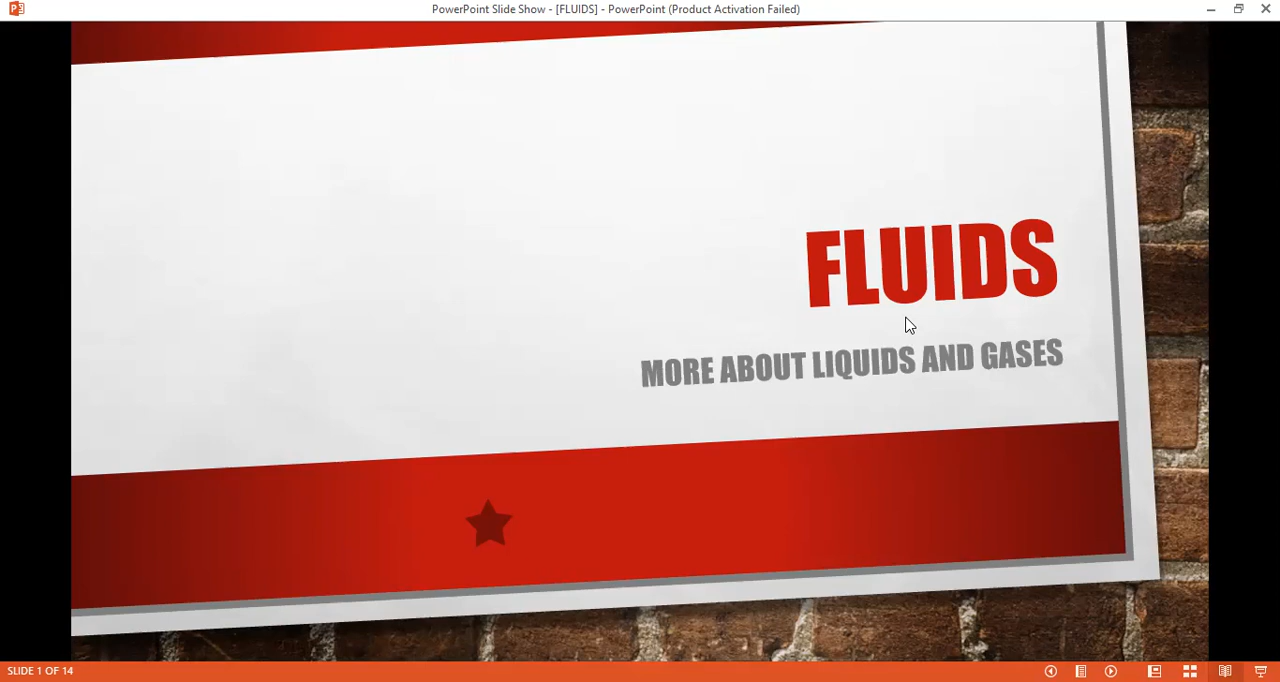 PowerPoint Slide Show - [FLUIDS] - PowerPoint (Product Activation Failed)
FLUIDS
MORE ABOUT LIQUIDS AND GASES
SLIDE 1 OF 14